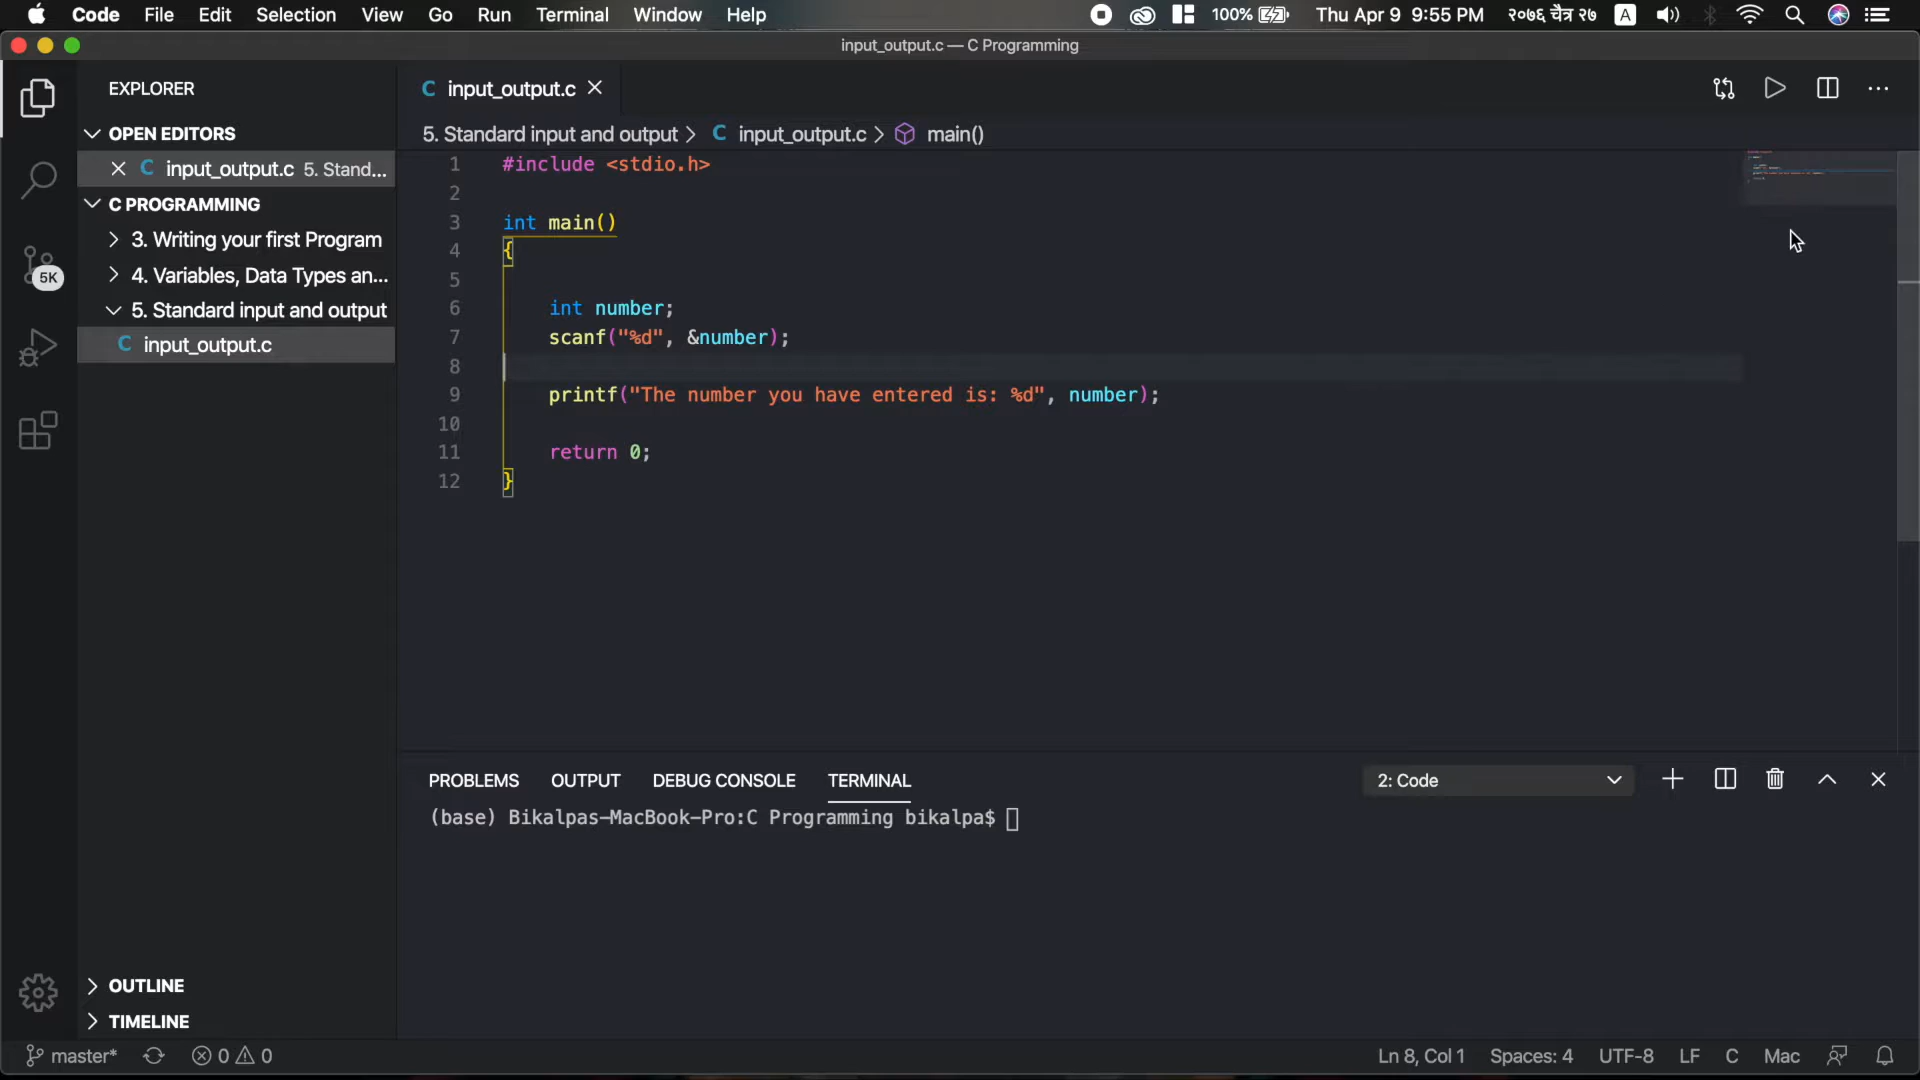 Code File Edit Selection View Go Run Terminal Window Help 100% Thu Apr 9 9:55 PM २०७६ चैत्र २७ A
input_output.c — C Programming
EXPLORER
OPEN EDITORS
input_output.c 5. Stand...
C PROGRAMMING
3. Writing your first Program
4. Variables, Data Types an...
5. Standard input and output
C input_output.c
5K
OUTLINE
TIMELINE
C input_output.c
5. Standard input and output > C input_output.c > main()
1 #include <stdio.h>
2
3 int main()
4 {
5
6 int number;
7 scanf("%d", &number);
8
9 printf("The number you have entered is: %d", number);
10
11 return 0;
12 }
PROBLEMS OUTPUT DEBUG CONSOLE TERMINAL 2: Code
(base) Bikalpas-MacBook-Pro:C Programming bikalpa$
master* 0 0 Ln 8, Col 1 Spaces: 4 UTF-8 LF C Mac